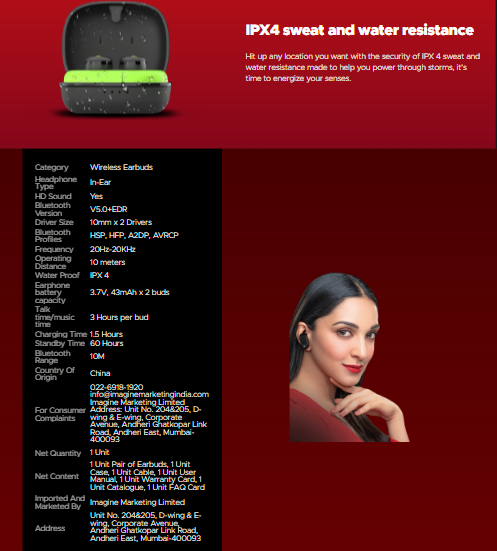 IPX4 sweat and water resistance
Hit up any location you want with the security of IPX 4 sweat and
water resistance made to help you power through storms, it's
time to energize your senses.
Category Wireless Earbuds
Headphone
Type In-Ear
HD Sound Yes
Bluetooth
Version V5.0+EDR
Driver Size 10mm x 2 Drivers
Bluetooth
Profiles HSP, HFP, A2DP, AVRCP
Frequency 20Hz-20KHz
Operating
Distance 10 meters
Water Proof IPX 4
Earphone
battery
capacity 3.7V, 43mAh x 2 buds
Talk
time/music
time 3 Hours per bud
Charging Time 1.5 Hours
Standby Time 60 Hours
Bluetooth
Range 10M
Country Of
Origin China
For Consumer
Complaints
022-6918-1920
info@imaginemarketingindia.com
Imagine Marketing Limited
Address: Unit No. 204&205, D-
wing & E-wing, Corporate
Avenue, Andheri Ghatkopar Link
Road, Andheri East, Mumbai-
400093
Net Quantity 1 Unit
Net Content
1 Unit Pair of Earbuds, 1 Unit
Case, 1 Unit Cable, 1 Unit User
Manual, 1 Unit Warranty Card, 1
Unit Catalogue, 1 Unit FAQ Card
Imported And
Marketed By Imagine Marketing Limited
Address
Unit No. 204&205, D-wing & E-
wing, Corporate Avenue,
Andheri Ghatkopar Link Road,
Andheri East, Mumbai-400093